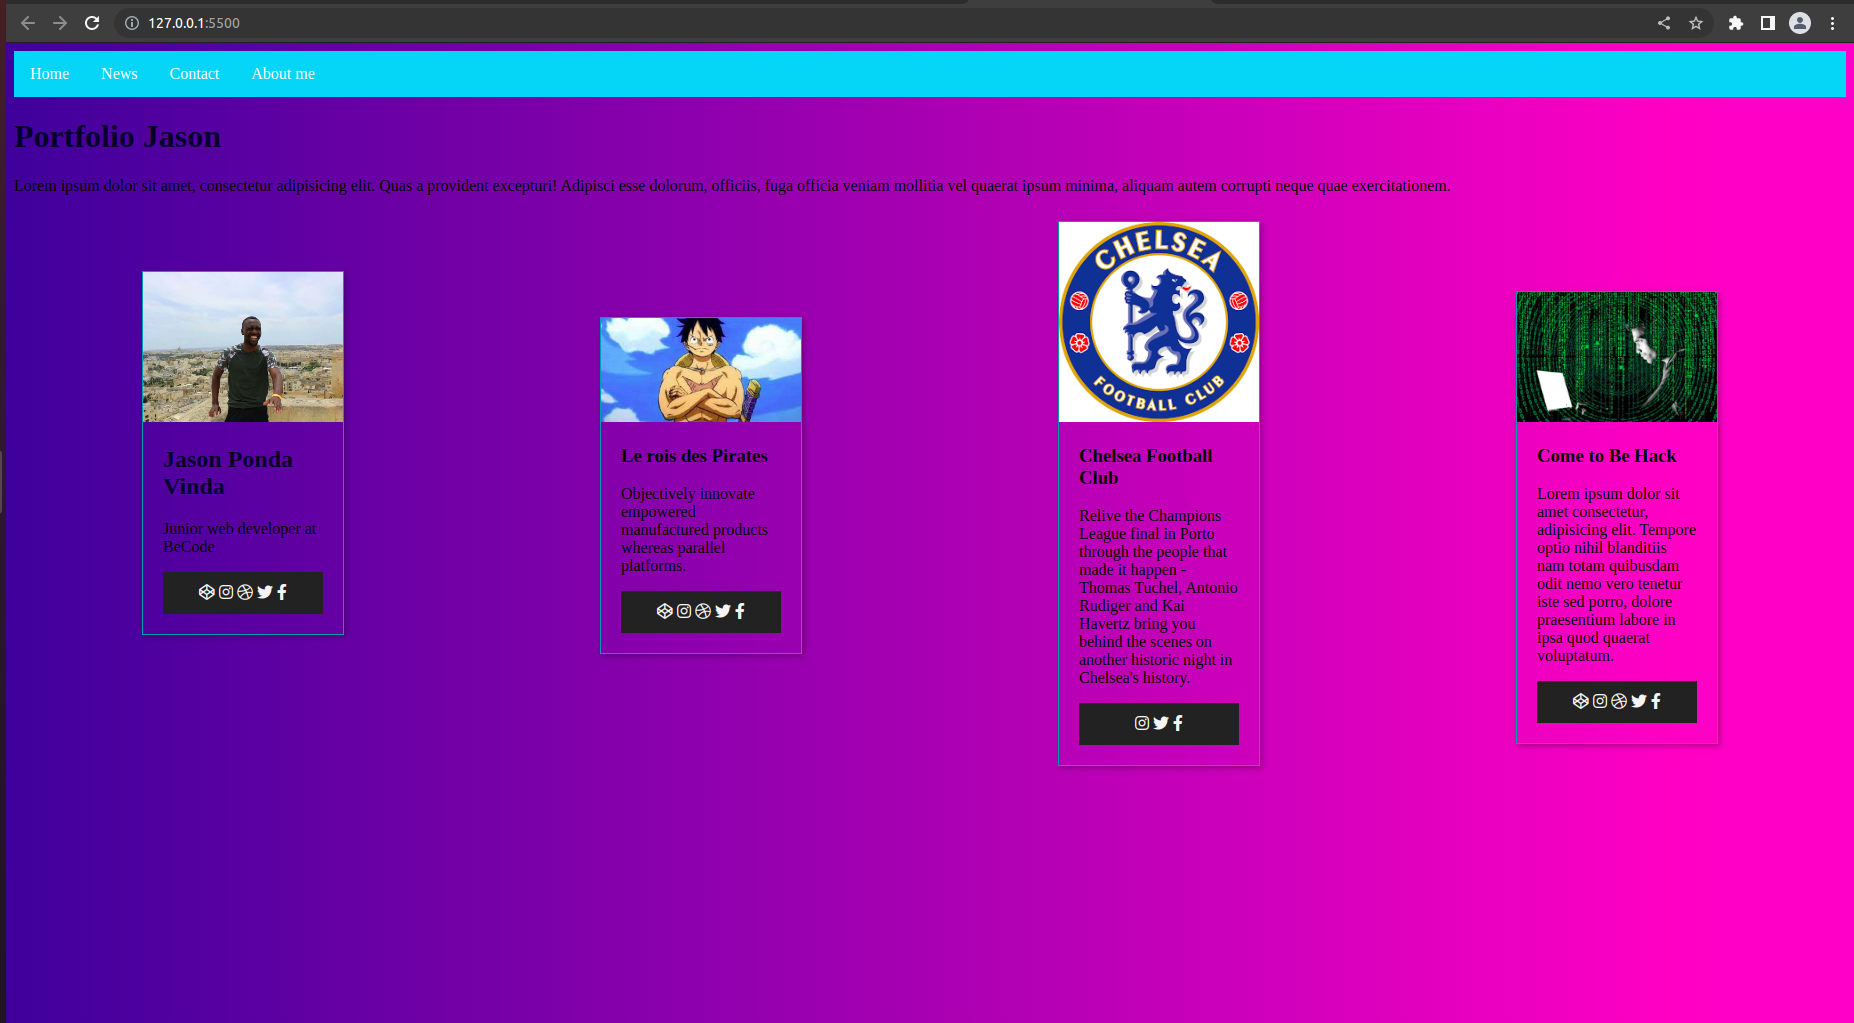 127.0.0.1:5500
Home News Contact About me
Portfolio Jason
Lorem ipsum dolor sit amet, consectetur adipisicing elit. Quas a provident excepturi! Adipisci esse dolorum, officiis, fuga officia veniam mollitia vel quaerat ipsum minima, aliquam autem corrupti neque quae exercitationem.
Jason Ponda
Vinda
Junior web developer at
BeCode
Le rois des Pirates
Objectively innovate
empowered
manufactured products
whereas parallel
platforms.
CHELSEA
FOOTBALL CLUB
Chelsea Football
Club
Relive the Champions
League final in Porto
through the people that
made it happen -
Thomas Tuchel, Antonio
Rudiger and Kai
Havertz bring you
behind the scenes on
another historic night in
Chelsea's history.
Come to Be Hack
Lorem ipsum dolor sit
amet consectetur,
adipisicing elit. Tempore
optio nihil blanditiis
nam totam quibusdam
odit nemo vero tenetur
iste sed porro, dolore
praesentium labore in
ipsa quod quaerat
voluptatum.